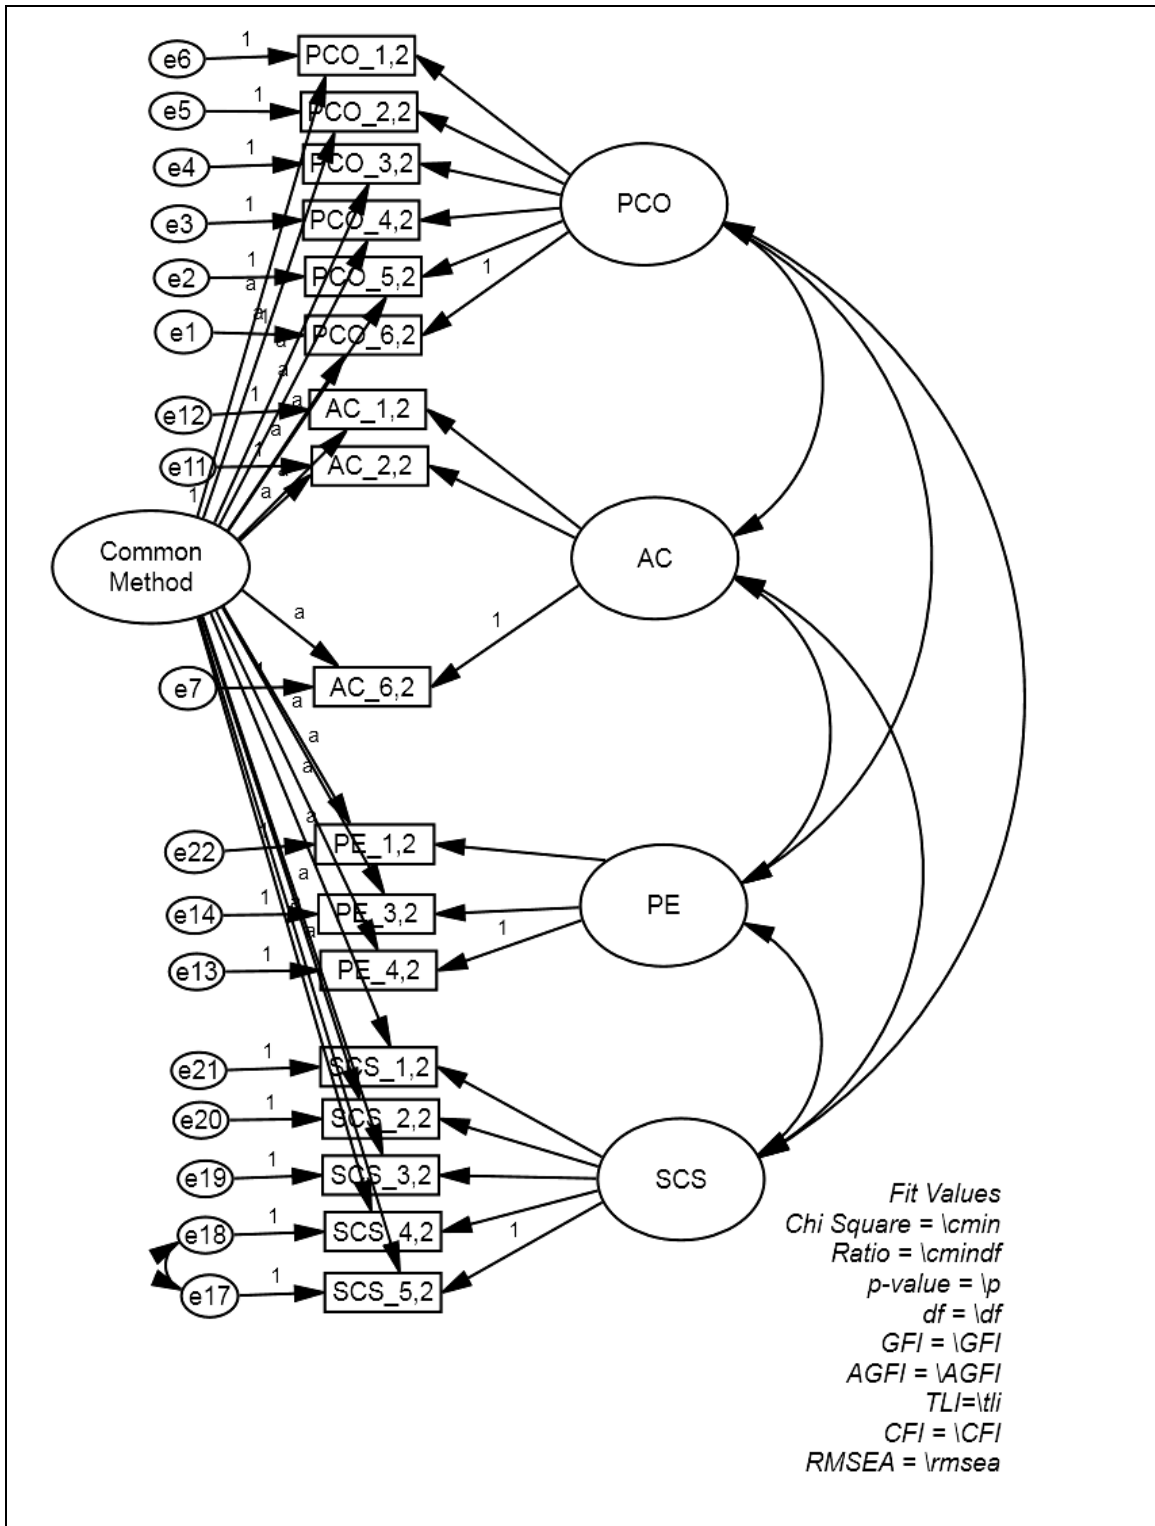 e6 1 PCO_1,2
e5 1 PCO_2,2
e4 1 PCO_3,2
PCO
e3 1 PCO_4,2
e2 1 PCO_5,2
a
1
a
1
e1 PCO_6,2
a
a
a
e12 1 AC_1,2
a
1
e11 AC_2,2
a
a
1
Common
Method
AC
a
1
e7 AC_6,2
1
a
a
a
a
e22 PE_1,2
a
PE
e14 1 PE_3,2
a
a
1
e13 1 PE_4,2
e21 1 SCS_1,2
e20 1 SCS_2,2
e19 1 SCS_3,2
SCS
e18 1 SCS_4,2
1
e17 1 SCS_5,2
Fit Values
Chi Square = \cmin
Ratio = \cmindf
p-value = \p
df = \df
GFI = \GFI
AGFI = \AGFI
TLI=\tli
CFI = \CFI
RMSEA = \rmsea